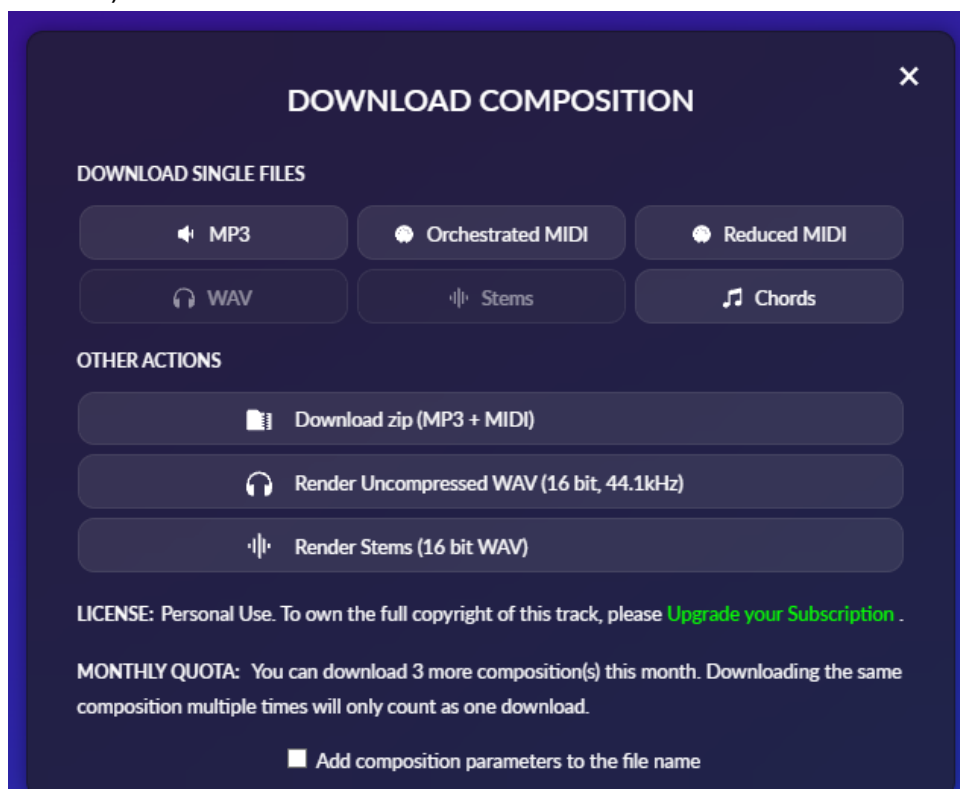 DOWNLOAD COMPOSITION
DOWNLOAD SINGLE FILES
MP3
Orchestrated MIDI
Reduced MIDI
WAV
Stems
Chords
OTHER ACTIONS
Download zip (MP3 + MIDI)
Render Uncompressed WAV (16 bit, 44.1kHz)
Render Stems (16 bit WAV)
LICENSE: Personal Use. To own the full copyright of this track, please Upgrade your Subscription .
MONTHLY QUOTA: You can download 3 more composition(s) this month. Downloading the same
composition multiple times will only count as one download.
Add composition parameters to the file name